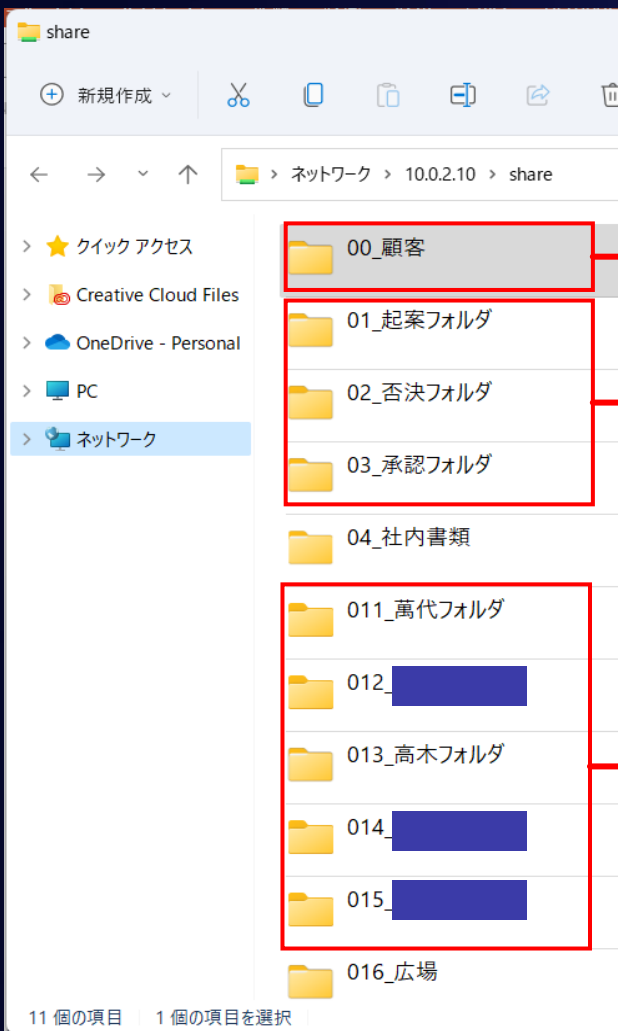 share
新規作成
ネットワーク > 10.0.2.10 > share
クイック アクセス
Creative Cloud Files
OneDrive - Personal
PC
ネットワーク
00_顧客
01_起案フォルダ
02_否決フォルダ
03_承認フォルダ
04_社内書類
011_萬代フォルダ
012_
013_高木フォルダ
014_
015_
016_広場
11 個の項目
1 個の項目を選択